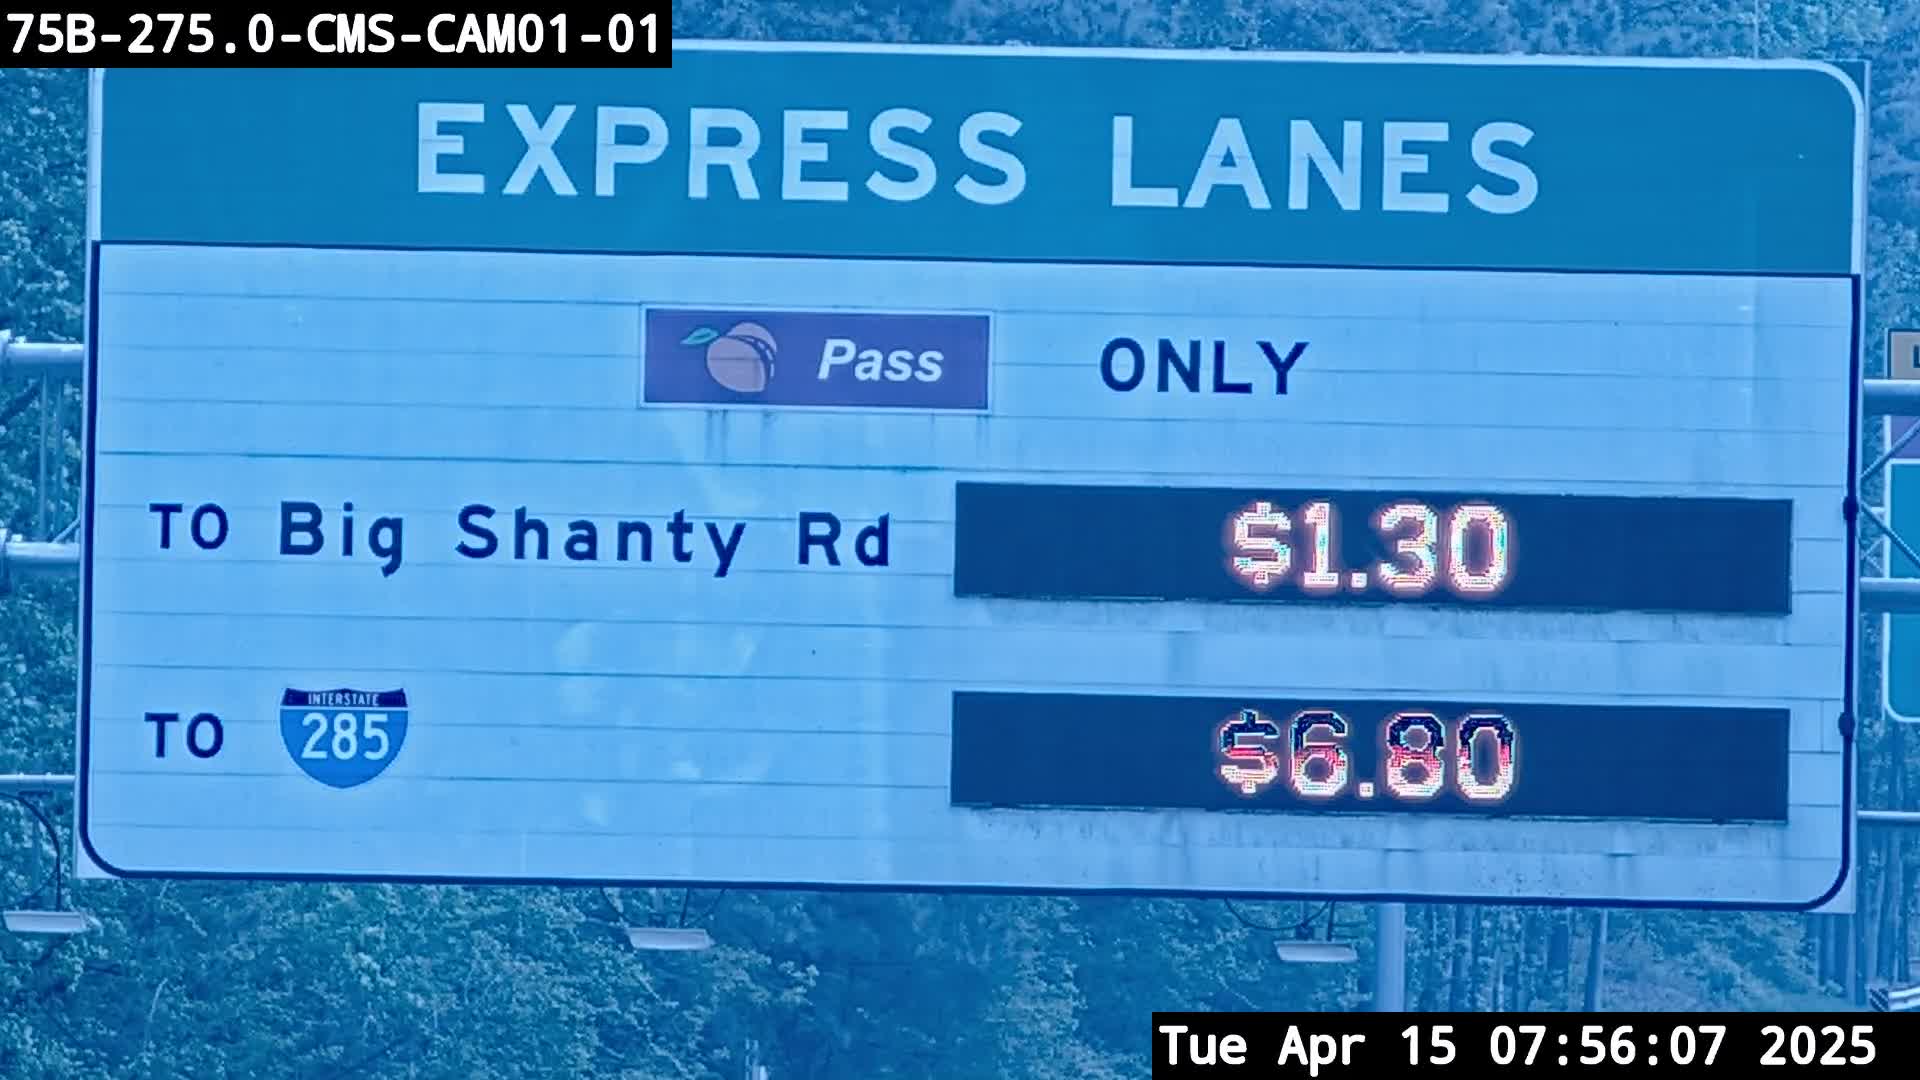 75B-275.0-CMS-CAM01-01
EXPRESS LANES
Pass ONLY
TO Big Shanty Rd $1.30
TO INTERSTATE 285 $6.80
Tue Apr 15 07:56:07 2025